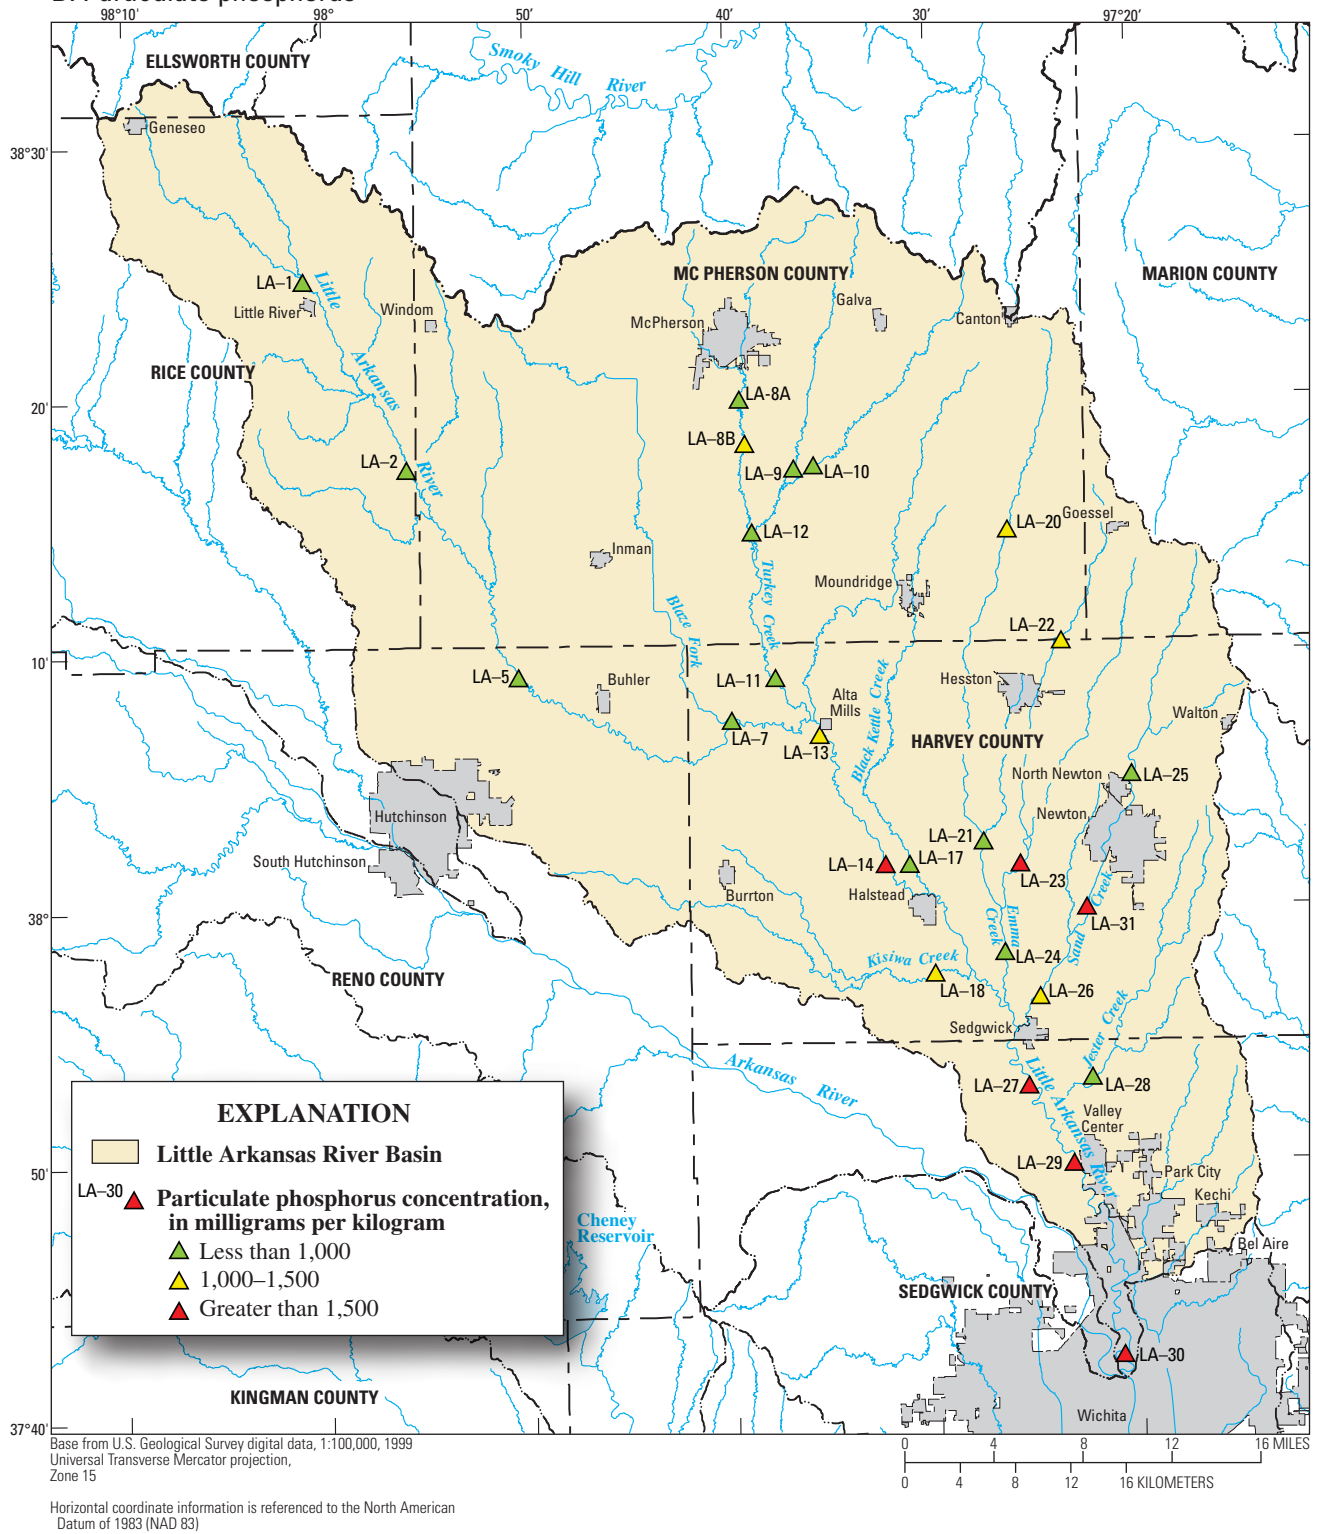 B. Particulate phosphorus
98°10'
98°
50'
40'
30'
97°20'
ELLSWORTH COUNTY
Smoky Hill River
Geneseo
38°30'
MC PHERSON COUNTY
MARION COUNTY
LA–1
Little
Little River
Windom
McPherson
Galva
Canton
RICE COUNTY
Arkansas
20'
LA-8A
LA–8B
LA–2
River
LA–9
LA–10
LA–12
LA–20
Goessel
Inman
Turkey Creek
Moundridge
Blaze Fork
LA–22
10'
LA–5
Buhler
LA–11
Black Kettle Creek
Hesston
Alta
Mills
Walton
LA–7
LA–13
HARVEY COUNTY
North Newton
LA–25
Hutchinson
Newton
South Hutchinson
LA–21
LA–14
LA–17
LA–23
Burrton
Halstead
38°
Emma
Creek
Sand Creek
LA–31
RENO COUNTY
Kisiwa Creek
LA–24
LA–18
LA–26
Sedgwick
Jester Creek
Arkansas River
Little Arkansas River
LA–27
LA–28
EXPLANATION
Valley
Center
Little Arkansas River Basin
LA–29
50'
Park City
LA–30
Particulate phosphorus concentration,
in milligrams per kilogram
Kechi
Cheney
Reservoir
Less than 1,000
Bel Aire
1,000–1,500
SEDGWICK COUNTY
Greater than 1,500
LA–30
KINGMAN COUNTY
Wichita
37°40'
Base from U.S. Geological Survey digital data, 1:100,000, 1999
Universal Transverse Mercator projection,
Zone 15
0 4 8 12 16 MILES
0 4 8 12 16 KILOMETERS
Horizontal coordinate information is referenced to the North American
Datum of 1983 (NAD 83)